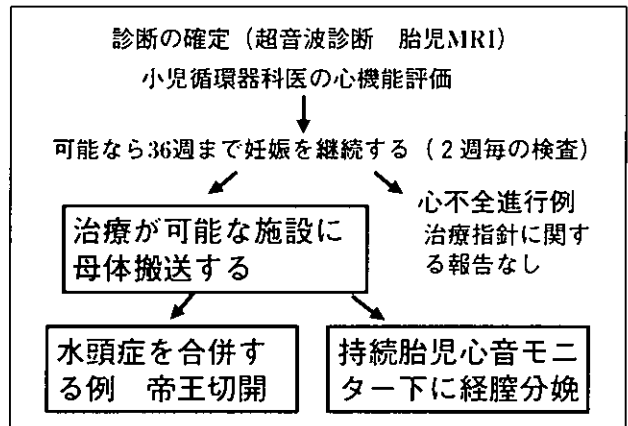 診断の確定（超音波診断　胎児MRI）
小児循環器科医の心機能評価
可能なら36週まで妊娠を継続する（２週毎の検査）
治療が可能な施設に
母体搬送する
心不全進行例
治療指針に関す
る報告なし
水頭症を合併す
る例　帝王切開
持続胎児心音モニ
ター下に経膣分娩